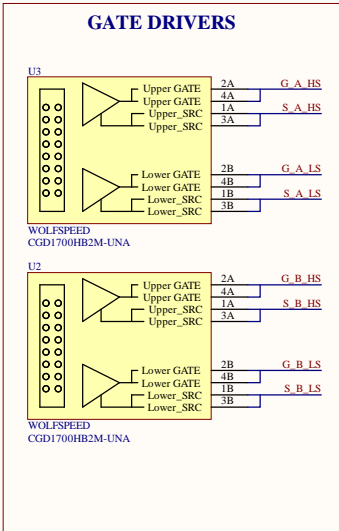 GATE DRIVERS
U3
Upper GATE 2A G_A_HS
Upper GATE 4A
Upper_SRC 1A S_A_HS
Upper_SRC 3A
Lower GATE 2B G_A_LS
Lower GATE 4B
Lower_SRC 1B S_A_LS
Lower_SRC 3B
WOLFSPEED
CGD1700HB2M-UNA
U2
Upper GATE 2A G_B_HS
Upper GATE 4A
Upper_SRC 1A S_B_HS
Upper_SRC 3A
Lower GATE 2B G_B_LS
Lower GATE 4B
Lower_SRC 1B S_B_LS
Lower_SRC 3B
WOLFSPEED
CGD1700HB2M-UNA